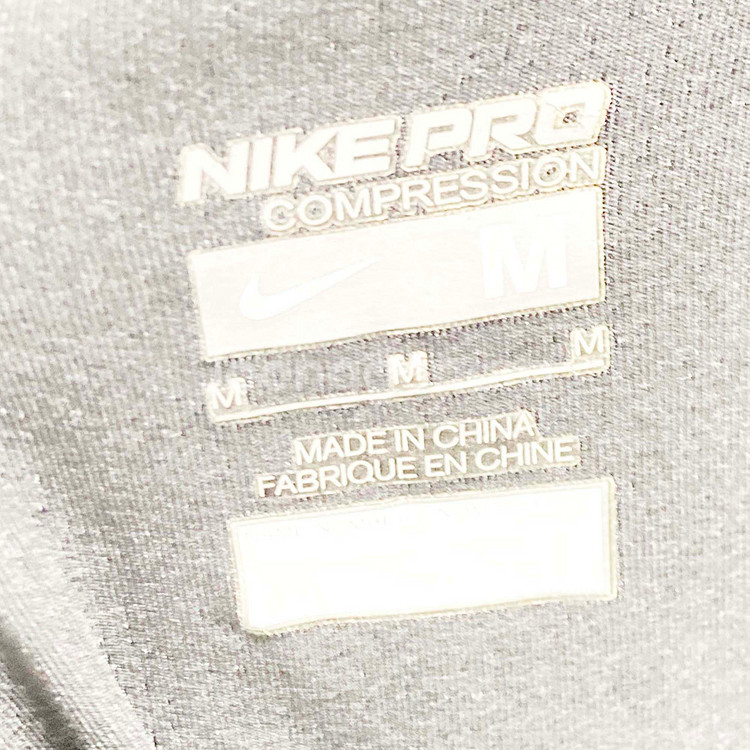 NIKE PRO
COMPRESSION
M
M M M
MADE IN CHINA
FABRIQUE EN CHINE